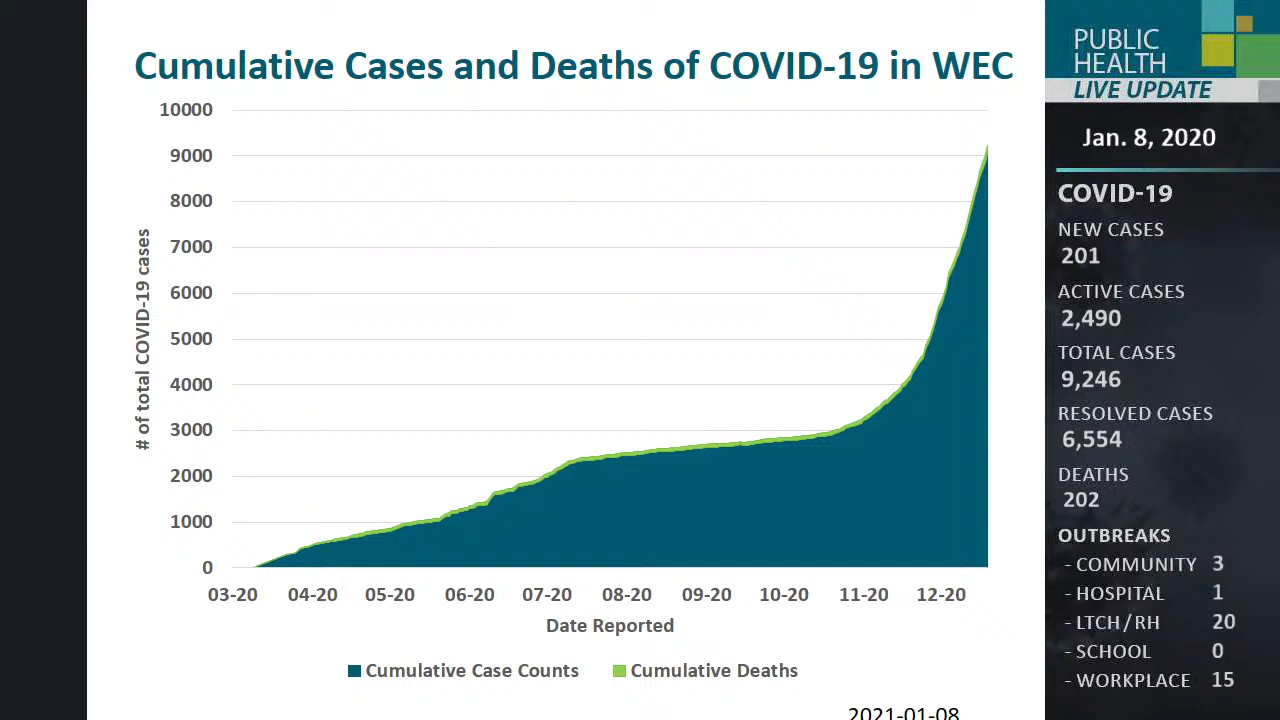 Cumulative Cases and Deaths of COVID-19 in WEC
10000
9000
8000
7000
6000
5000
4000
3000
2000
1000
0
# of total COVID-19 cases
03-20 04-20 05-20 06-20 07-20 08-20 09-20 10-20 11-20 12-20
Date Reported
Cumulative Case Counts Cumulative Deaths
2021-01-08
PUBLIC
HEALTH
LIVE UPDATE
Jan. 8, 2020
COVID-19
NEW CASES
201
ACTIVE CASES
2,490
TOTAL CASES
9,246
RESOLVED CASES
6,554
DEATHS
202
OUTBREAKS
- COMMUNITY 3
- HOSPITAL 1
- LTCH/RH 20
- SCHOOL 0
- WORKPLACE 15